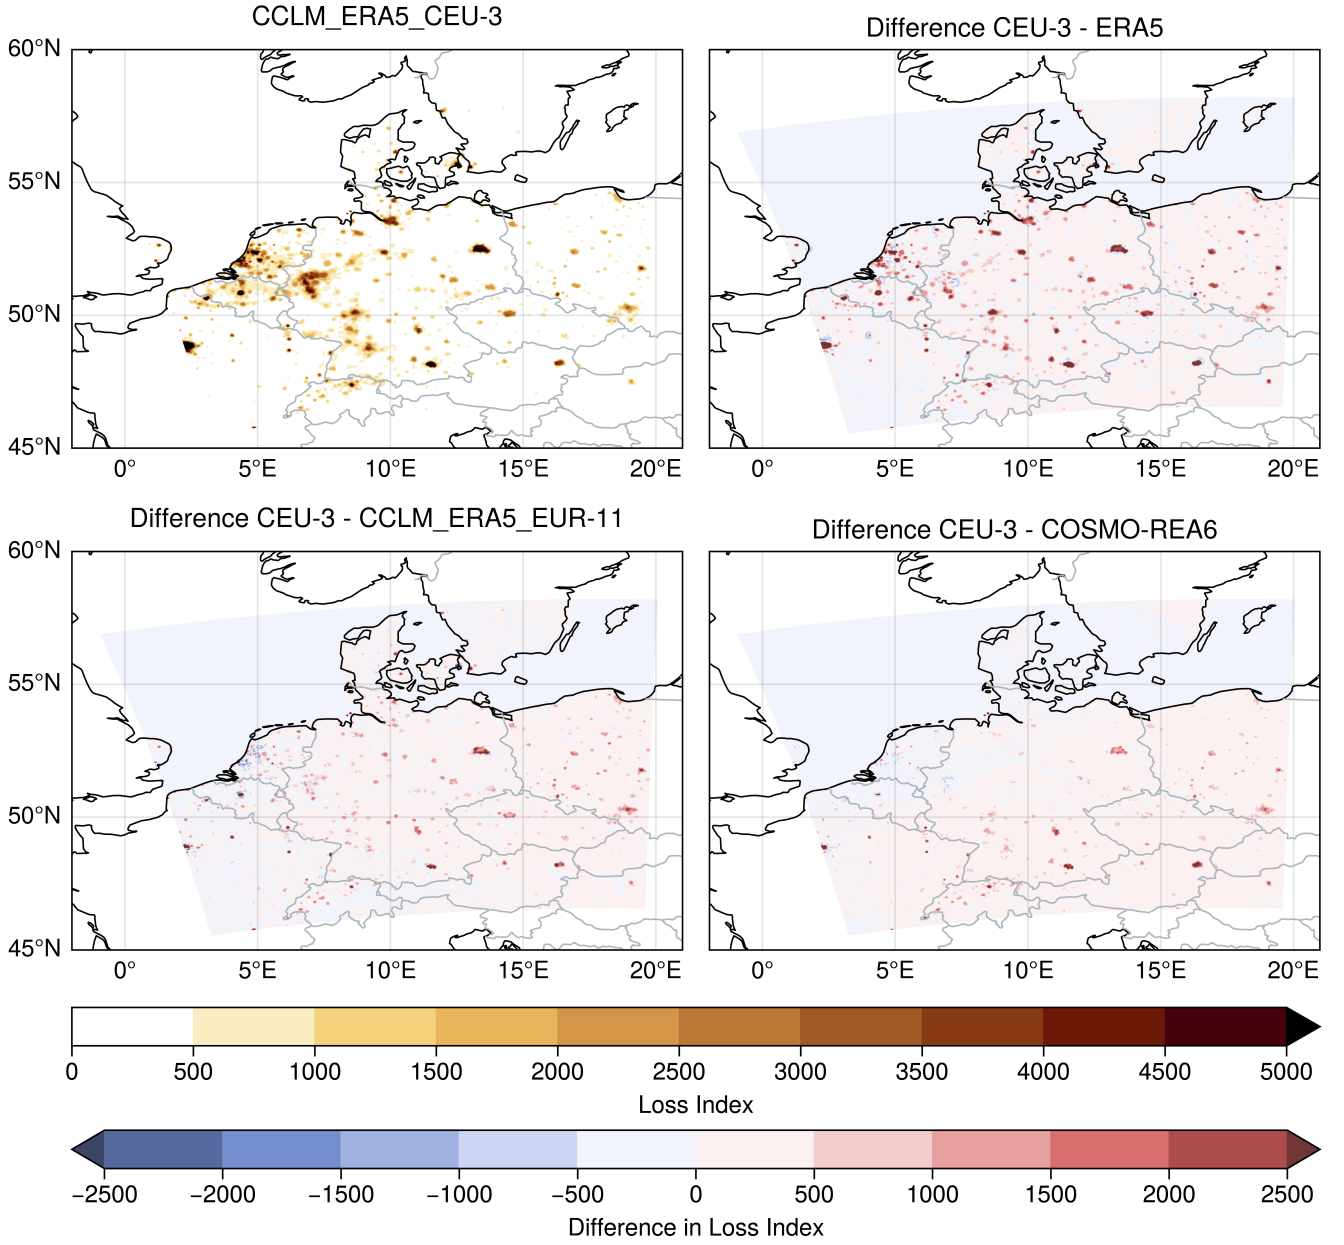 CCLM_ERA5_CEU-3
Difference CEU-3 - ERA5
60°N
55°N
50°N
45°N
0°
5°E
10°E
15°E
20°E
0°
5°E
10°E
15°E
20°E
Difference CEU-3 - CCLM_ERA5_EUR-11
Difference CEU-3 - COSMO-REA6
60°N
55°N
50°N
45°N
0°
5°E
10°E
15°E
20°E
0°
5°E
10°E
15°E
20°E
0 500 1000 1500 2000 2500 3000 3500 4000 4500 5000
Loss Index
−2500 −2000 −1500 −1000 −500 0 500 1000 1500 2000 2500
Difference in Loss Index